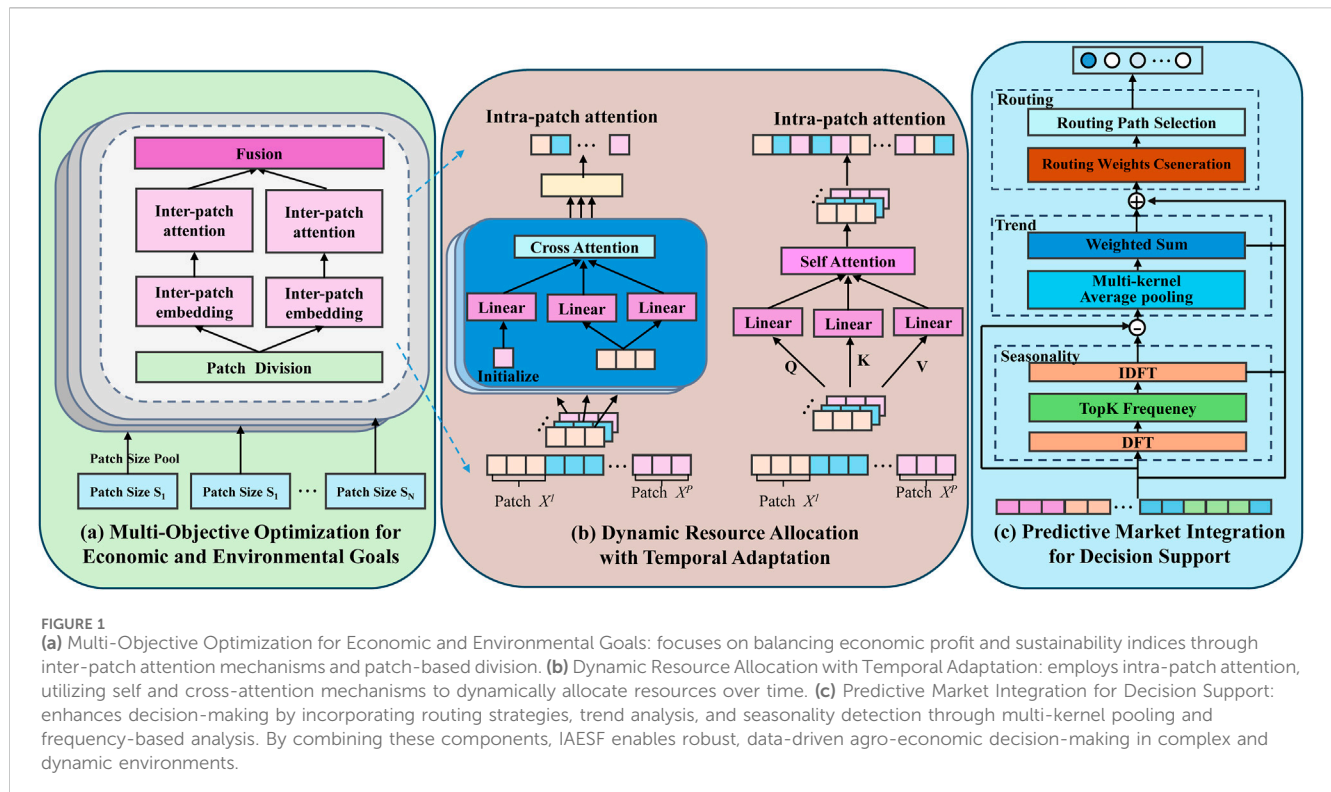 Fusion
Inter-patch
attention
Inter-patch
attention
Inter-patch
embedding
Inter-patch
embedding
Patch Division
Patch Size Pool
Patch Size S1
Patch Size S1
...
Patch Size SN
(a) Multi-Objective Optimization for
Economic and Environmental Goals
Intra-patch attention
...
Cross Attention
Linear
Linear
Linear
Initialize
...
Patch X^I
Patch X^P
Intra-patch attention
...
Self Attention
Linear
Linear
Linear
Q
K
V
...
Patch X^I
Patch X^P
(b) Dynamic Resource Allocation
with Temporal Adaptation
...
Routing
Routing Path Selection
Routing Weights Cseneration
+
Trend
Weighted Sum
Multi-kernel
Average pooling
-
Seasonality
IDFT
TopK Frequeney
DFT
...
(c) Predictive Market Integration
for Decision Support
FIGURE 1
(a) Multi-Objective Optimization for Economic and Environmental Goals: focuses on balancing economic profit and sustainability indices through
inter-patch attention mechanisms and patch-based division. (b) Dynamic Resource Allocation with Temporal Adaptation: employs intra-patch attention,
utilizing self and cross-attention mechanisms to dynamically allocate resources over time. (c) Predictive Market Integration for Decision Support:
enhances decision-making by incorporating routing strategies, trend analysis, and seasonality detection through multi-kernel pooling and
frequency-based analysis. By combining these components, IAESF enables robust, data-driven agro-economic decision-making in complex and
dynamic environments.